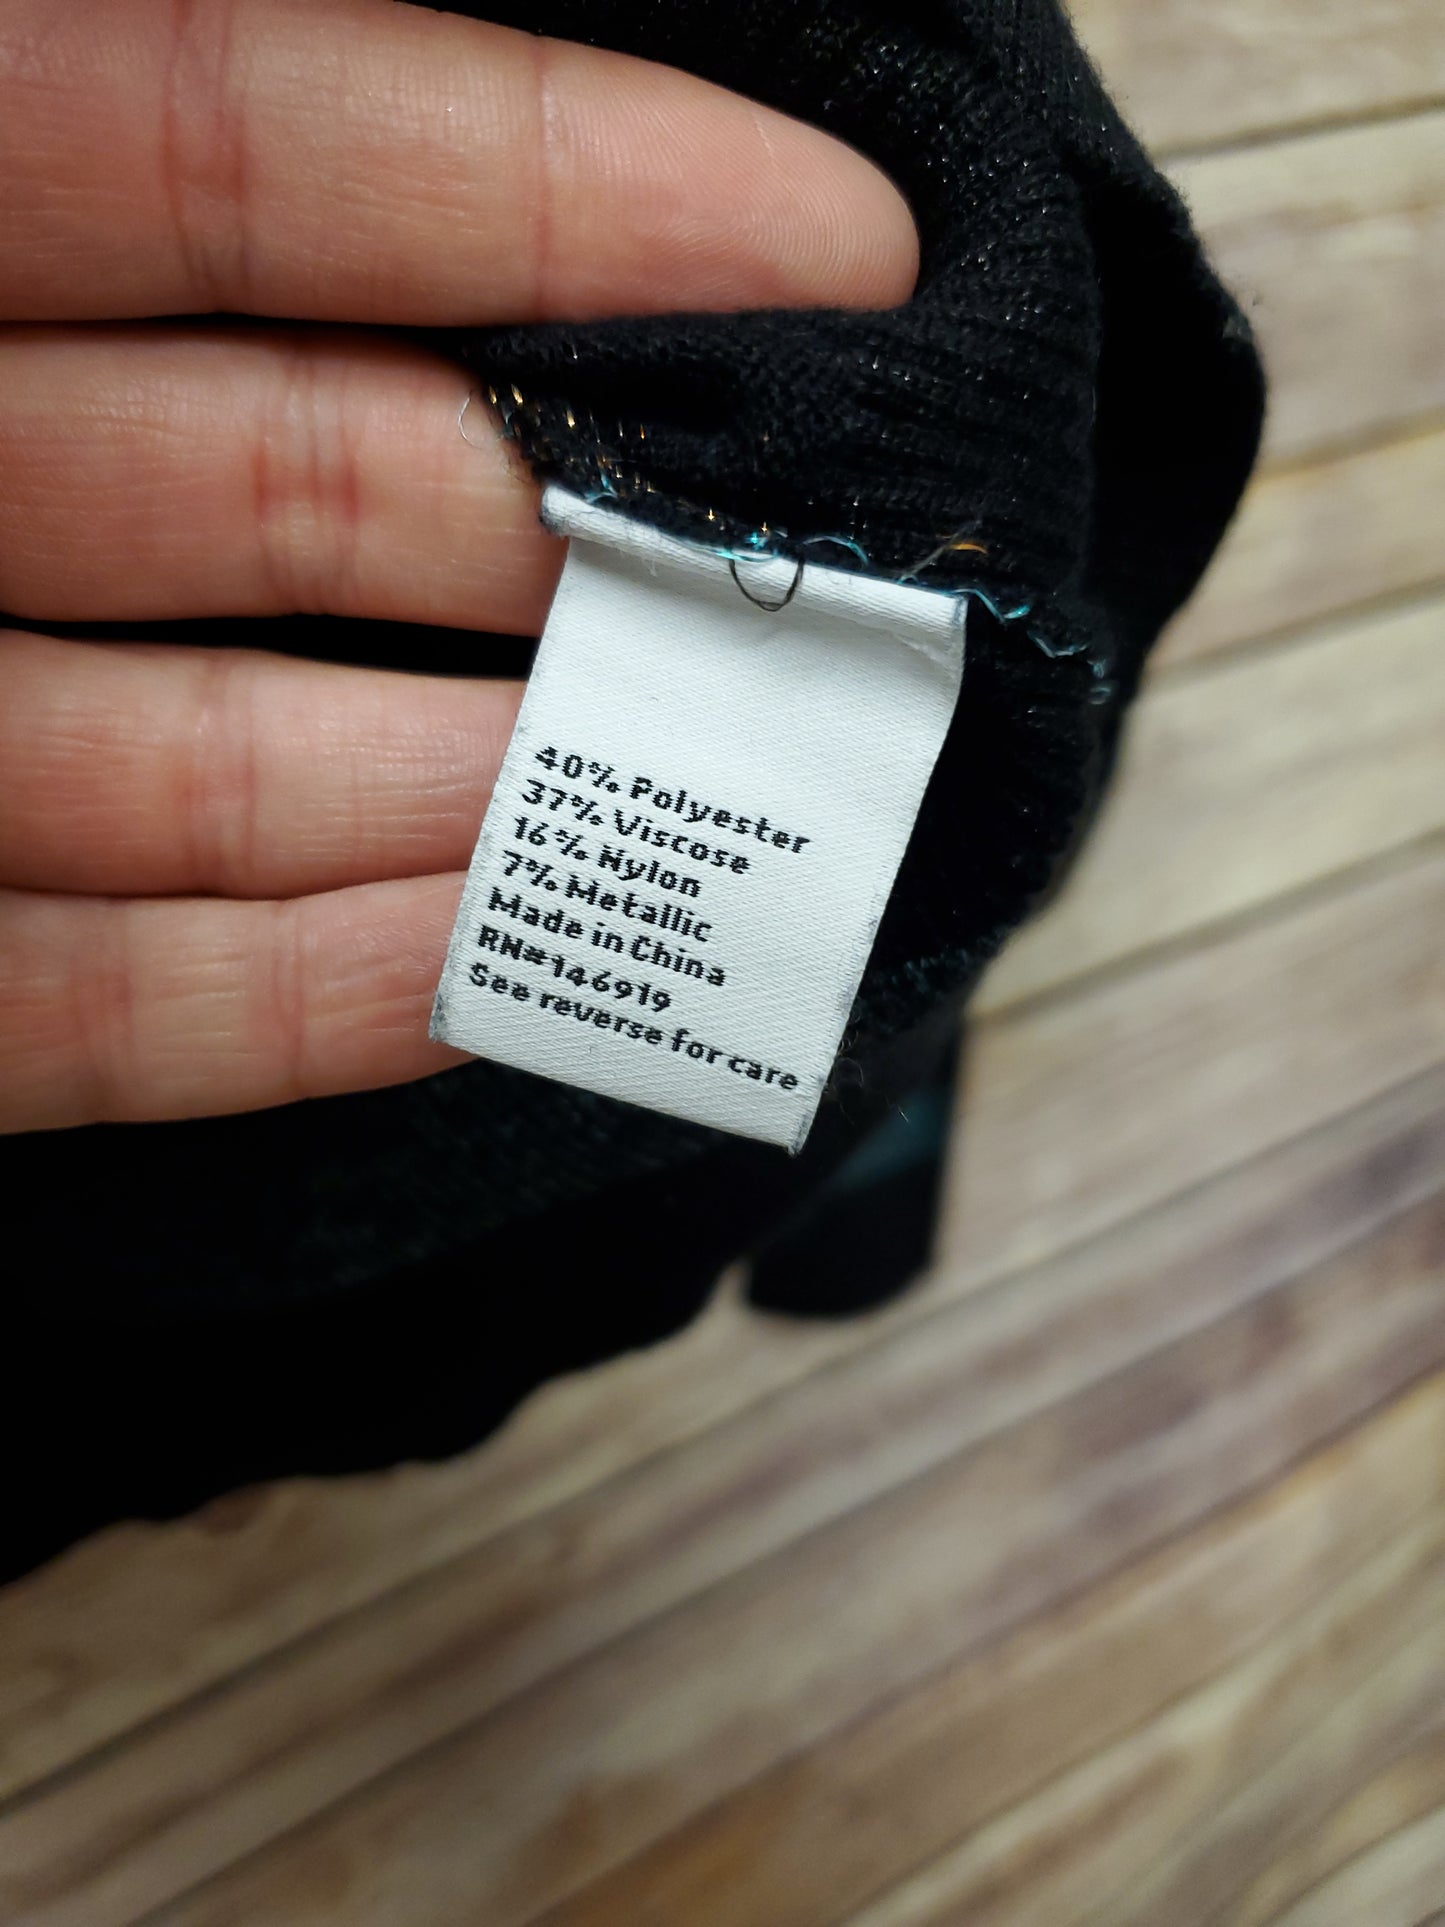 40% Polyester
37% Viscose
16% Nylon
7% Metallic
Made in China
RN#146919
See reverse for care